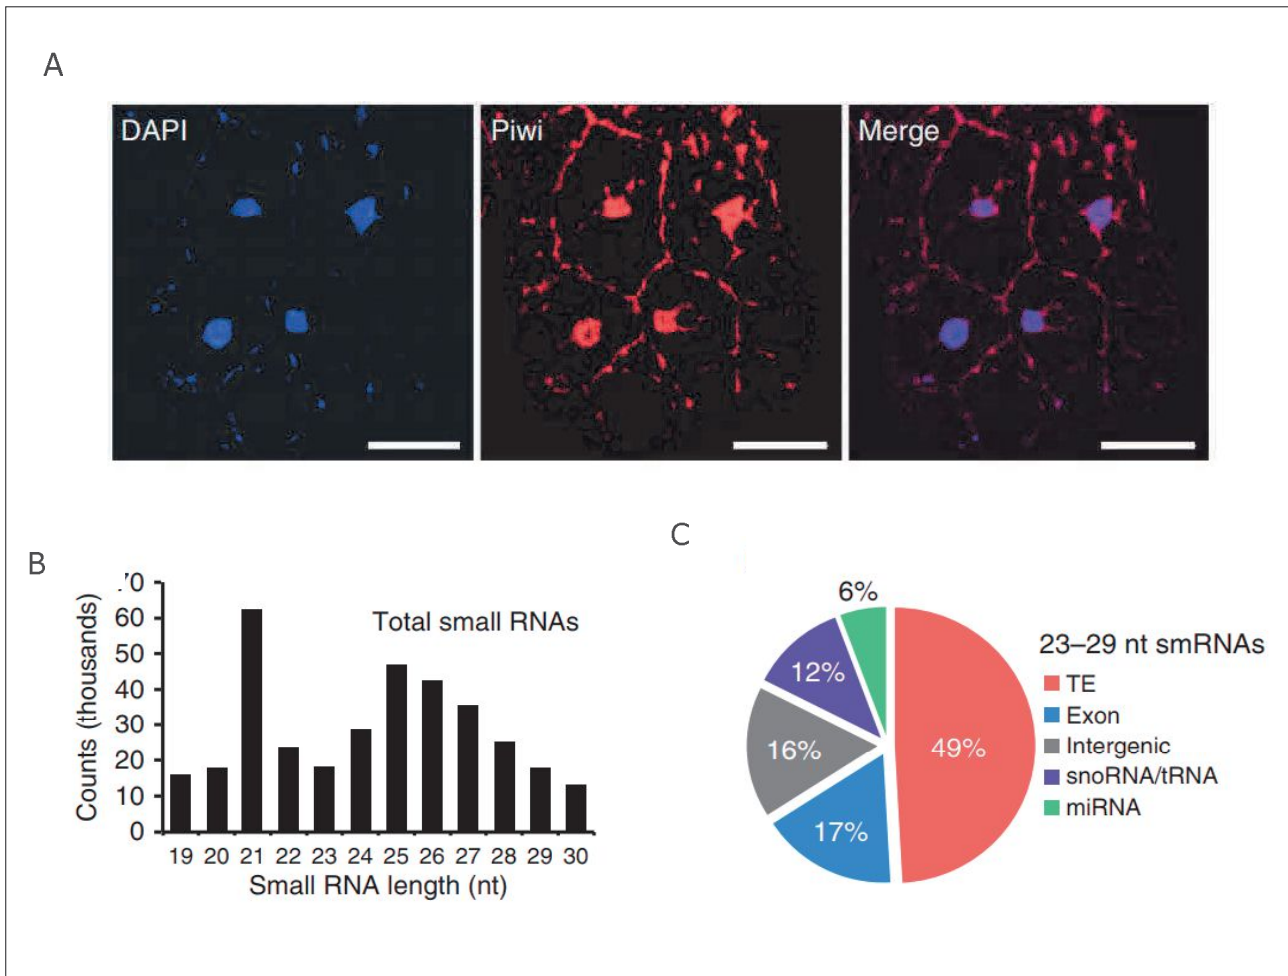 A
DAPI
Piwi
Merge
B
Counts (thousands)
70
60
50
40
30
20
10
0
Total small RNAs
19 20 21 22 23 24 25 26 27 28 29 30
Small RNA length (nt)
C
6%
12%
16%
17%
49%
23–29 nt smRNAs
TE
Exon
Intergenic
snoRNA/tRNA
miRNA